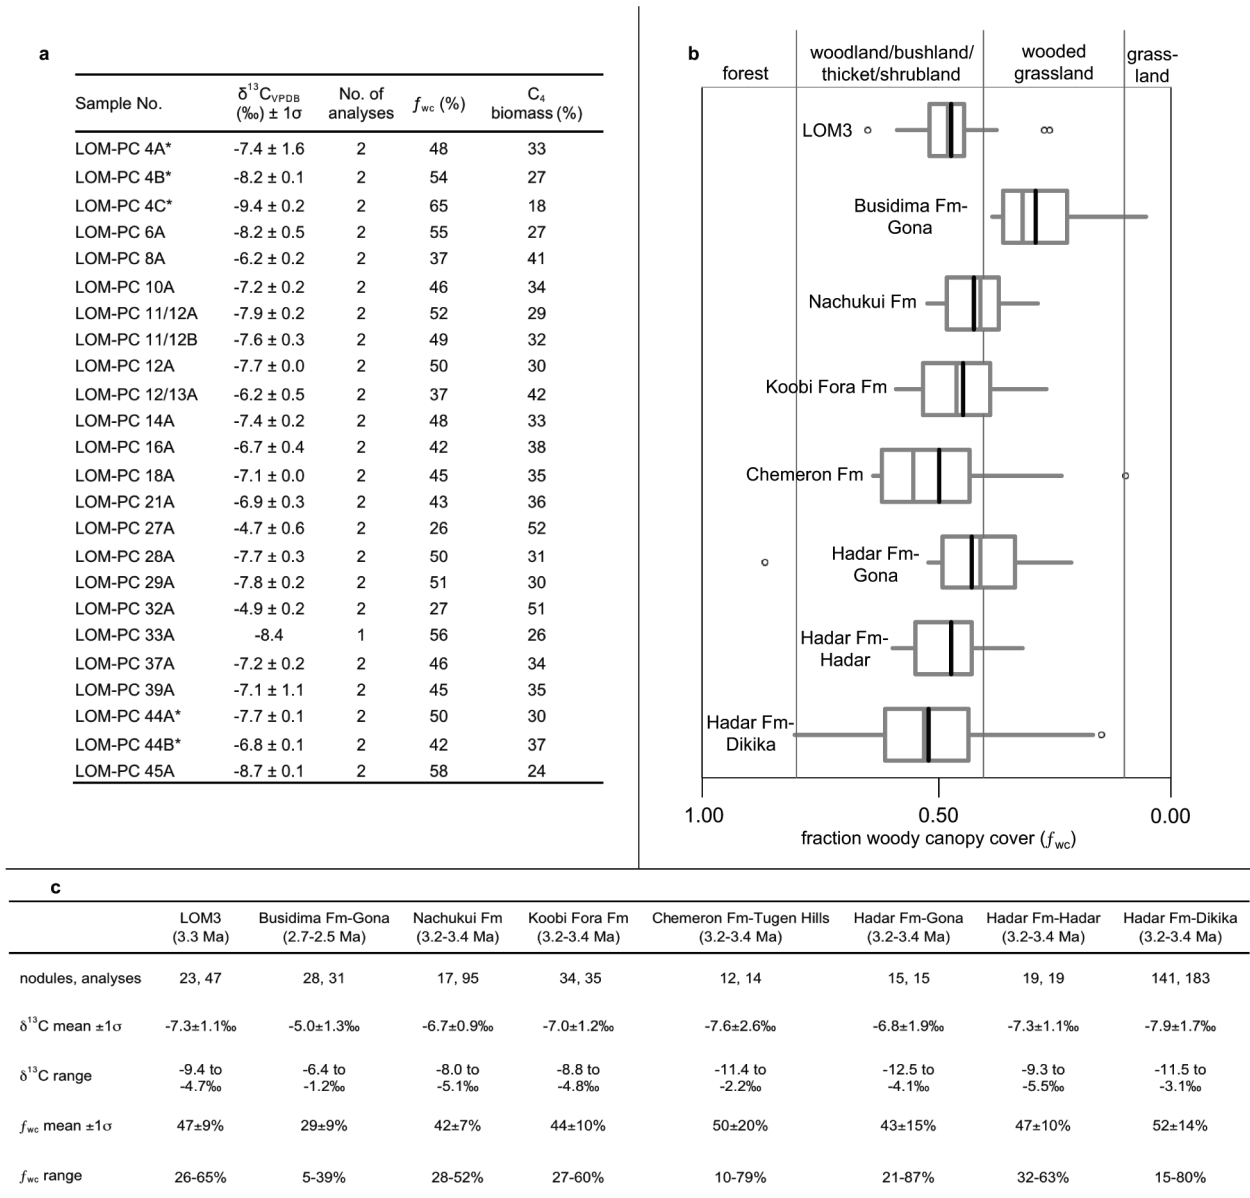 a
Sample No. δ13CVPDB (‰) ± 1σ No. of analyses ƒwc (%) C4 biomass (%)
LOM-PC 4A* -7.4 ± 1.6 2 48 33
LOM-PC 4B* -8.2 ± 0.1 2 54 27
LOM-PC 4C* -9.4 ± 0.2 2 65 18
LOM-PC 6A -8.2 ± 0.5 2 55 27
LOM-PC 8A -6.2 ± 0.2 2 37 41
LOM-PC 10A -7.2 ± 0.2 2 46 34
LOM-PC 11/12A -7.9 ± 0.2 2 52 29
LOM-PC 11/12B -7.6 ± 0.3 2 49 32
LOM-PC 12A -7.7 ± 0.0 2 50 30
LOM-PC 12/13A -6.2 ± 0.5 2 37 42
LOM-PC 14A -7.4 ± 0.2 2 48 33
LOM-PC 16A -6.7 ± 0.4 2 42 38
LOM-PC 18A -7.1 ± 0.0 2 45 35
LOM-PC 21A -6.9 ± 0.3 2 43 36
LOM-PC 27A -4.7 ± 0.6 2 26 52
LOM-PC 28A -7.7 ± 0.3 2 50 31
LOM-PC 29A -7.8 ± 0.2 2 51 30
LOM-PC 32A -4.9 ± 0.2 2 27 51
LOM-PC 33A -8.4 1 56 26
LOM-PC 37A -7.2 ± 0.2 2 46 34
LOM-PC 39A -7.1 ± 1.1 2 45 35
LOM-PC 44A* -7.7 ± 0.1 2 50 30
LOM-PC 44B* -6.8 ± 0.1 2 42 37
LOM-PC 45A -8.7 ± 0.1 2 58 24
b
forest
woodland/bushland/
thicket/shrubland
wooded
grassland
grass-
land
LOM3
Busidima Fm-
Gona
Nachukui Fm
Koobi Fora Fm
Chemeron Fm
Hadar Fm-
Gona
Hadar Fm-
Hadar
Hadar Fm-
Dikika
1.00 0.50 0.00
fraction woody canopy cover (ƒwc)
c
LOM3 Busidima Fm-Gona Nachukui Fm Koobi Fora Fm Chemeron Fm-Tugen Hills Hadar Fm-Gona Hadar Fm-Hadar Hadar Fm-Dikika
(3.3 Ma) (2.7-2.5 Ma) (3.2-3.4 Ma) (3.2-3.4 Ma) (3.2-3.4 Ma) (3.2-3.4 Ma) (3.2-3.4 Ma) (3.2-3.4 Ma)
nodules, analyses 23, 47 28, 31 17, 95 34, 35 12, 14 15, 15 19, 19 141, 183
δ13C mean ±1σ -7.3±1.1‰ -5.0±1.3‰ -6.7±0.9‰ -7.0±1.2‰ -7.6±2.6‰ -6.8±1.9‰ -7.3±1.1‰ -7.9±1.7‰
δ13C range -9.4 to -6.4 to -8.0 to -8.8 to -11.4 to -12.5 to -9.3 to -11.5 to
-4.7‰ -1.2‰ -5.1‰ -4.8‰ -2.2‰ -4.1‰ -5.5‰ -3.1‰
ƒwc mean ±1σ 47±9% 29±9% 42±7% 44±10% 50±20% 43±15% 47±10% 52±14%
ƒwc range 26-65% 5-39% 28-52% 27-60% 10-79% 21-87% 32-63% 15-80%